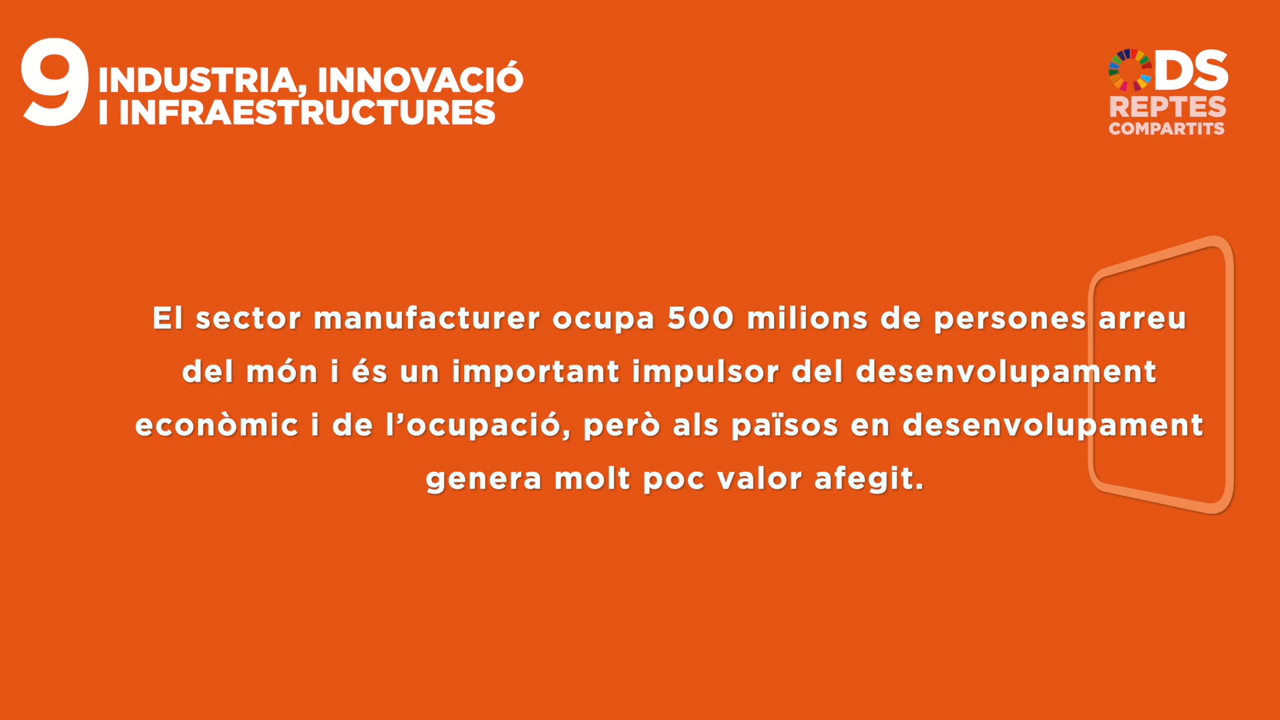 9
INDUSTRIA, INNOVACIÓ
I INFRAESTRUCTURES
ODS
REPTES
COMPARTITS
El sector manufacturer ocupa 500 milions de persones arreu
del món i és un important impulsor del desenvolupament
econòmic i de l’ocupació, però als països en desenvolupament
genera molt poc valor afegit.